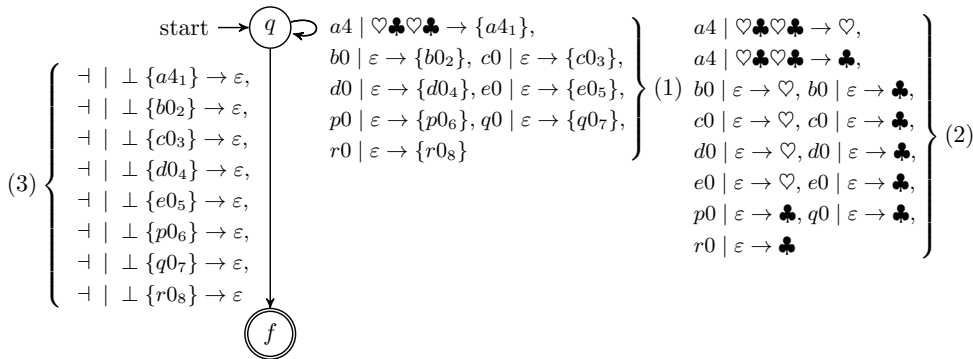 start q
a4 | ♡♣♡♣ → {a4₁},
b0 | ε → {b0₂}, c0 | ε → {c0₃},
d0 | ε → {d0₄}, e0 | ε → {e0₅},
p0 | ε → {p0₆}, q0 | ε → {q0₇},
r0 | ε → {r0₈}
(1)
a4 | ♡♣♡♣ → ♡,
a4 | ♡♣♡♣ → ♣,
b0 | ε → ♡, b0 | ε → ♣,
c0 | ε → ♡, c0 | ε → ♣,
d0 | ε → ♡, d0 | ε → ♣,
e0 | ε → ♡, e0 | ε → ♣,
p0 | ε → ♣, q0 | ε → ♣,
r0 | ε → ♣
(2)
(3)
⊣ | ⊥ {a4₁} → ε,
⊣ | ⊥ {b0₂} → ε,
⊣ | ⊥ {c0₃} → ε,
⊣ | ⊥ {d0₄} → ε,
⊣ | ⊥ {e0₅} → ε,
⊣ | ⊥ {p0₆} → ε,
⊣ | ⊥ {q0₇} → ε,
⊣ | ⊥ {r0₈} → ε
f